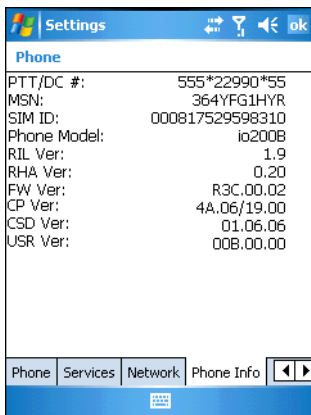 Settings ok
Phone
PTT/DC #: 555*22990*55
MSN: 364YFG1HYR
SIM ID: 000817529598310
Phone Model: io200B
RIL Ver: 1.9
RHA Ver: 0.20
FW Ver: R3C.00.02
CP Ver: 4A.06/19.00
CSD Ver: 01.06.06
USR Ver: 00B.00.00
Phone Services Network Phone Info